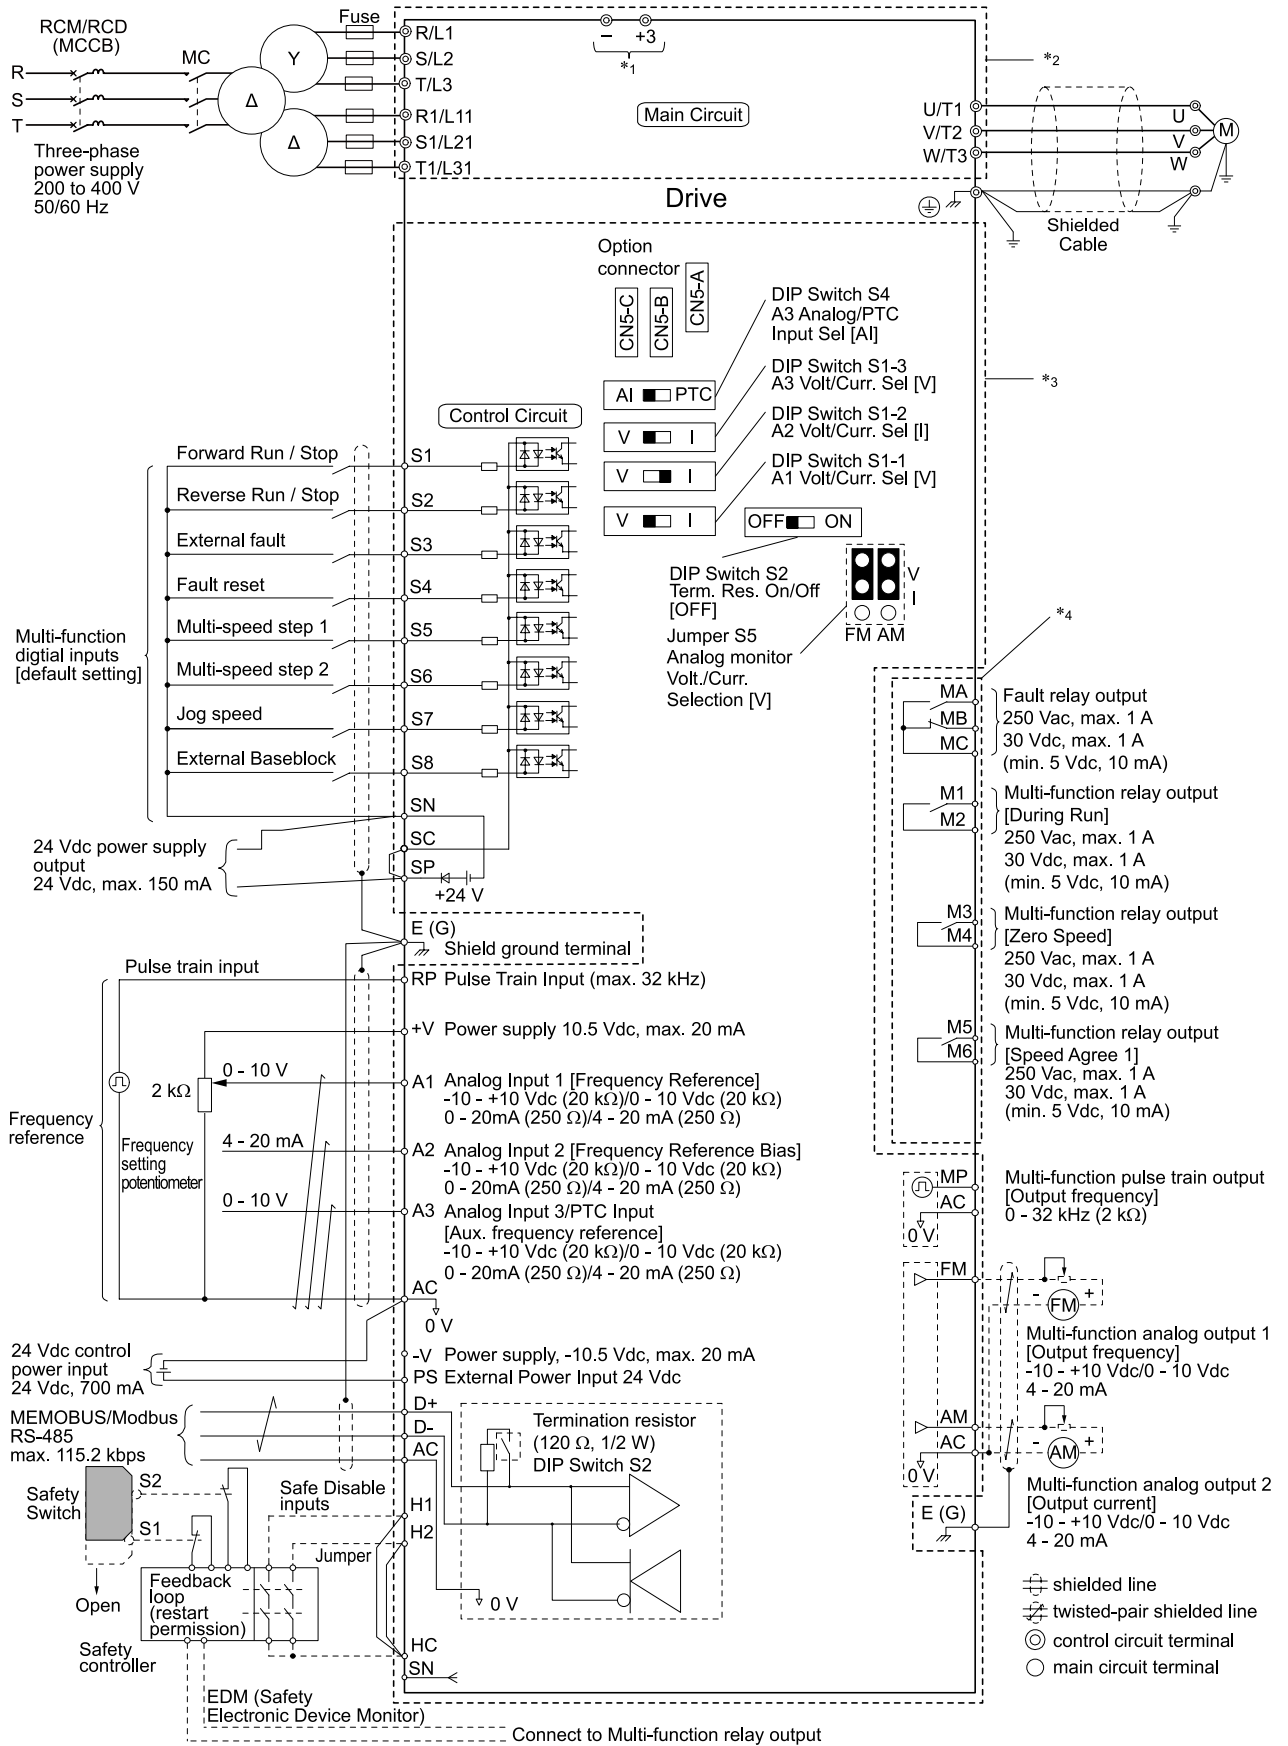 RCM/RCD
(MCCB)
MC
Fuse
R
S
T
Y
Δ
Δ
Three-phase
power supply
200 to 400 V
50/60 Hz
R/L1
S/L2
T/L3
R1/L11
S1/L21
T1/L31
− +3
*1
Main Circuit
*2
U/T1
V/T2
W/T3
U
V
W
M
Drive
Shielded
Cable
Option
connector
CN5-C
CN5-B
CN5-A
DIP Switch S4
A3 Analog/PTC
Input Sel [AI]
DIP Switch S1-3
A3 Volt/Curr. Sel [V]
DIP Switch S1-2
A2 Volt/Curr. Sel [I]
DIP Switch S1-1
A1 Volt/Curr. Sel [V]
*3
AI PTC
V I
V I
V I
OFF ON
DIP Switch S2
Term. Res. On/Off
[OFF]
Jumper S5
Analog monitor
Volt./Curr.
Selection [V]
V
I
FM AM
Control Circuit
Multi-function
digtial inputs
[default setting]
Forward Run / Stop
S1
Reverse Run / Stop
S2
External fault
S3
Fault reset
S4
Multi-speed step 1
S5
Multi-speed step 2
S6
Jog speed
S7
External Baseblock
S8
SN
SC
SP
+24 V
24 Vdc power supply
output
24 Vdc, max. 150 mA
E (G)
Shield ground terminal
*4
MA
MB
MC
Fault relay output
250 Vac, max. 1 A
30 Vdc, max. 1 A
(min. 5 Vdc, 10 mA)
M1
M2
Multi-function relay output
[During Run]
250 Vac, max. 1 A
30 Vdc, max. 1 A
(min. 5 Vdc, 10 mA)
M3
M4
Multi-function relay output
[Zero Speed]
250 Vac, max. 1 A
30 Vdc, max. 1 A
(min. 5 Vdc, 10 mA)
M5
M6
Multi-function relay output
[Speed Agree 1]
250 Vac, max. 1 A
30 Vdc, max. 1 A
(min. 5 Vdc, 10 mA)
Pulse train input
RP Pulse Train Input (max. 32 kHz)
+V Power supply 10.5 Vdc, max. 20 mA
Frequency
reference
2 kΩ
Frequency
setting
potentiometer
0 - 10 V
A1 Analog Input 1 [Frequency Reference]
-10 - +10 Vdc (20 kΩ)/0 - 10 Vdc (20 kΩ)
0 - 20mA (250 Ω)/4 - 20 mA (250 Ω)
4 - 20 mA
A2 Analog Input 2 [Frequency Reference Bias]
-10 - +10 Vdc (20 kΩ)/0 - 10 Vdc (20 kΩ)
0 - 20mA (250 Ω)/4 - 20 mA (250 Ω)
0 - 10 V
A3 Analog Input 3/PTC Input
[Aux. frequency reference]
-10 - +10 Vdc (20 kΩ)/0 - 10 Vdc (20 kΩ)
0 - 20mA (250 Ω)/4 - 20 mA (250 Ω)
AC
0 V
24 Vdc control
power input
24 Vdc, 700 mA
-V Power supply, -10.5 Vdc, max. 20 mA
PS External Power Input 24 Vdc
MEMOBUS/Modbus
RS-485
max. 115.2 kbps
D+
D-
AC
Termination resistor
(120 Ω, 1/2 W)
DIP Switch S2
0 V
MP
AC
0 V
Multi-function pulse train output
[Output frequency]
0 - 32 kHz (2 kΩ)
FM
- +
FM
Multi-function analog output 1
[Output frequency]
-10 - +10 Vdc/0 - 10 Vdc
4 - 20 mA
AM
AC
0 V
- +
AM
Multi-function analog output 2
[Output current]
-10 - +10 Vdc/0 - 10 Vdc
4 - 20 mA
E (G)
Safety
Switch
S2
S1
Open
Safe Disable
inputs
H1
H2
Jumper
Feedback
loop
(restart
permission)
Safety
controller
HC
SN
EDM (Safety
Electronic Device Monitor)
Connect to Multi-function relay output
shielded line
twisted-pair shielded line
control circuit terminal
main circuit terminal